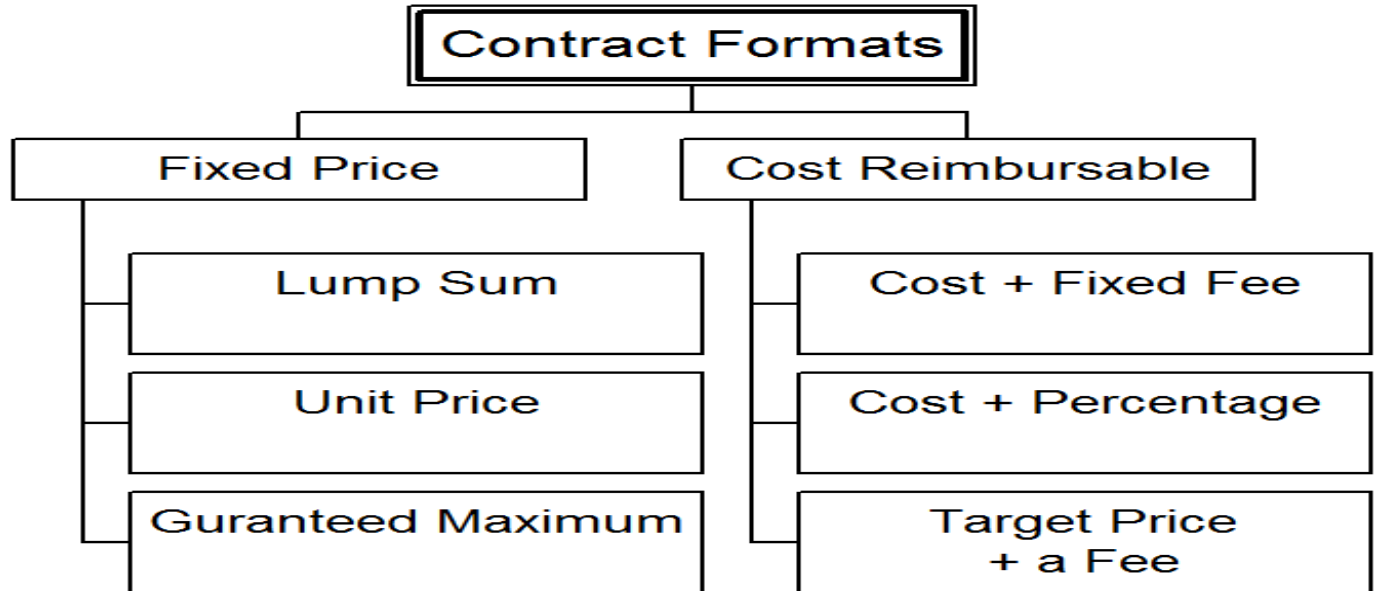 Contract Formats
Fixed Price
Cost Reimbursable
Lump Sum
Cost + Fixed Fee
Unit Price
Cost + Percentage
Guranteed Maximum
Target Price
+ a Fee